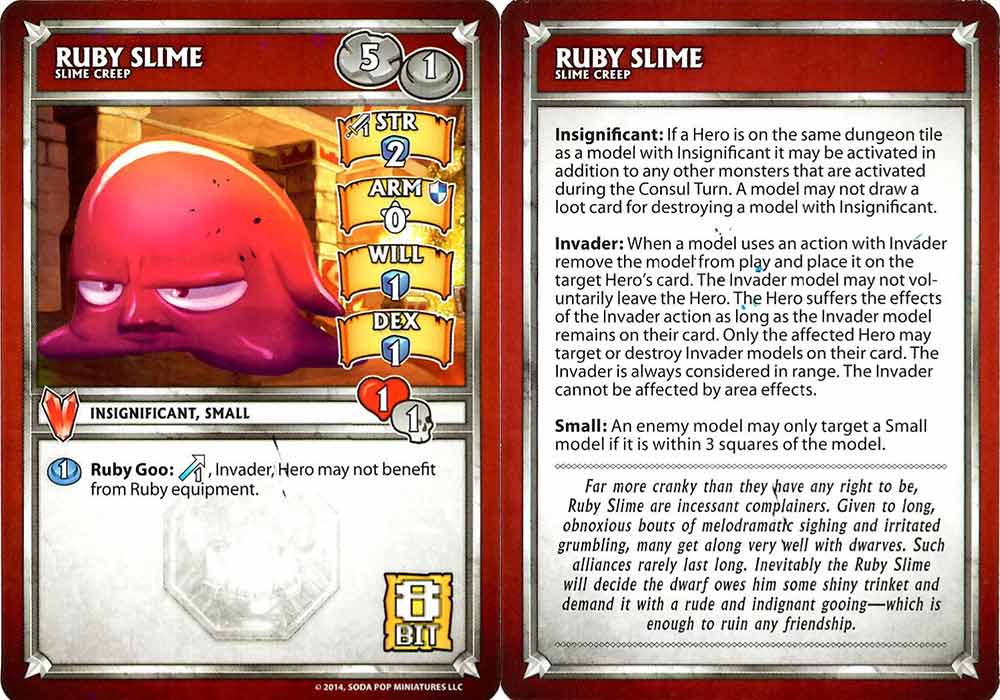 RUBY SLIME
SLIME CREEP
5
1
STR
1
2
ARM
0
WILL
1
DEX
1
INSIGNIFICANT, SMALL
1
1
1 Ruby Goo: 1, Invader, Hero may not benefit
from Ruby equipment.
8
BIT
© 2014, SODA POP MINIATURES LLC
RUBY SLIME
SLIME CREEP
Insignificant: If a Hero is on the same dungeon tile
as a model with Insignificant it may be activated in
addition to any other monsters that are activated
during the Consul Turn. A model may not draw a
loot card for destroying a model with Insignificant.
Invader: When a model uses an action with Invader
remove the model from play and place it on the
target Hero's card. The Invader model may not vol-
untarily leave the Hero. The Hero suffers the effects
of the Invader action as long as the Invader model
remains on their card. Only the affected Hero may
target or destroy Invader models on their card. The
Invader is always considered in range. The Invader
cannot be affected by area effects.
Small: An enemy model may only target a Small
model if it is within 3 squares of the model.
Far more cranky than they have any right to be,
Ruby Slime are incessant complainers. Given to long,
obnoxious bouts of melodramatic sighing and irritated
grumbling, many get along very well with dwarves. Such
alliances rarely last long. Inevitably the Ruby Slime
will decide the dwarf owes him some shiny trinket and
demand it with a rude and indignant gooing—which is
enough to ruin any friendship.